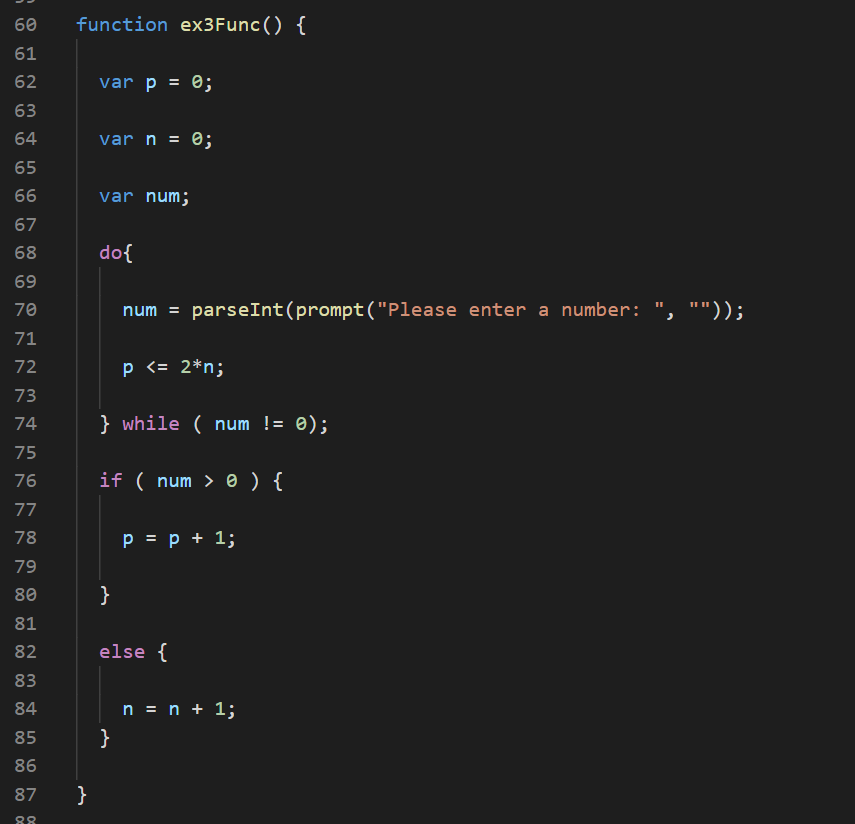 60 function ex3Func() {
61
62 var p = 0;
63
64 var n = 0;
65
66 var num;
67
68 do{
69
70 num = parseInt(prompt("Please enter a number: ", ""));
71
72 p <= 2*n;
73
74 } while ( num != 0);
75
76 if ( num > 0 ) {
77
78 p = p + 1;
79
80 }
81
82 else {
83
84 n = n + 1;
85 }
86
87 }
88